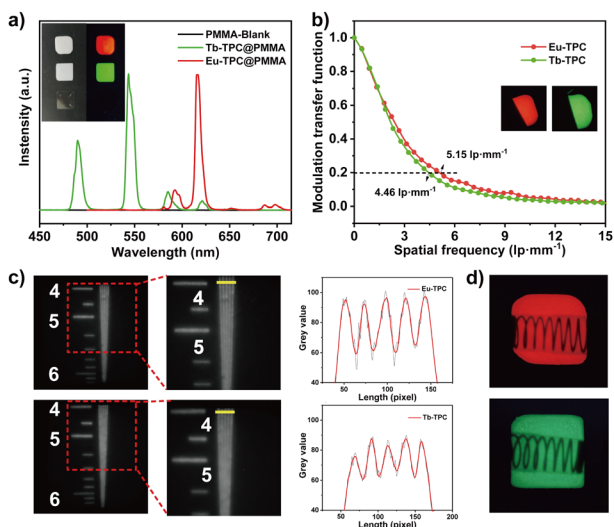 a)
Intensity (a.u.)
PMMA-Blank
Tb-TPC@PMMA
Eu-TPC@PMMA
450 500 550 600 650 700
Wavelength (nm)
b)
Modulation transfer function
1.0
0.8
0.6
0.4
0.2
0.0
Eu-TPC
Tb-TPC
5.15 lp·mm⁻¹
4.46 lp·mm⁻¹
0 3 6 9 12 15
Spatial frequency (lp·mm⁻¹)
c)
4
5
6
4
5
4
5
6
4
5
Grey value
100
80
60
40
Eu-TPC
50 100 150
Length (pixel)
Grey value
100
80
60
40
Tb-TPC
50 100 150 200
Length (pixel)
d)